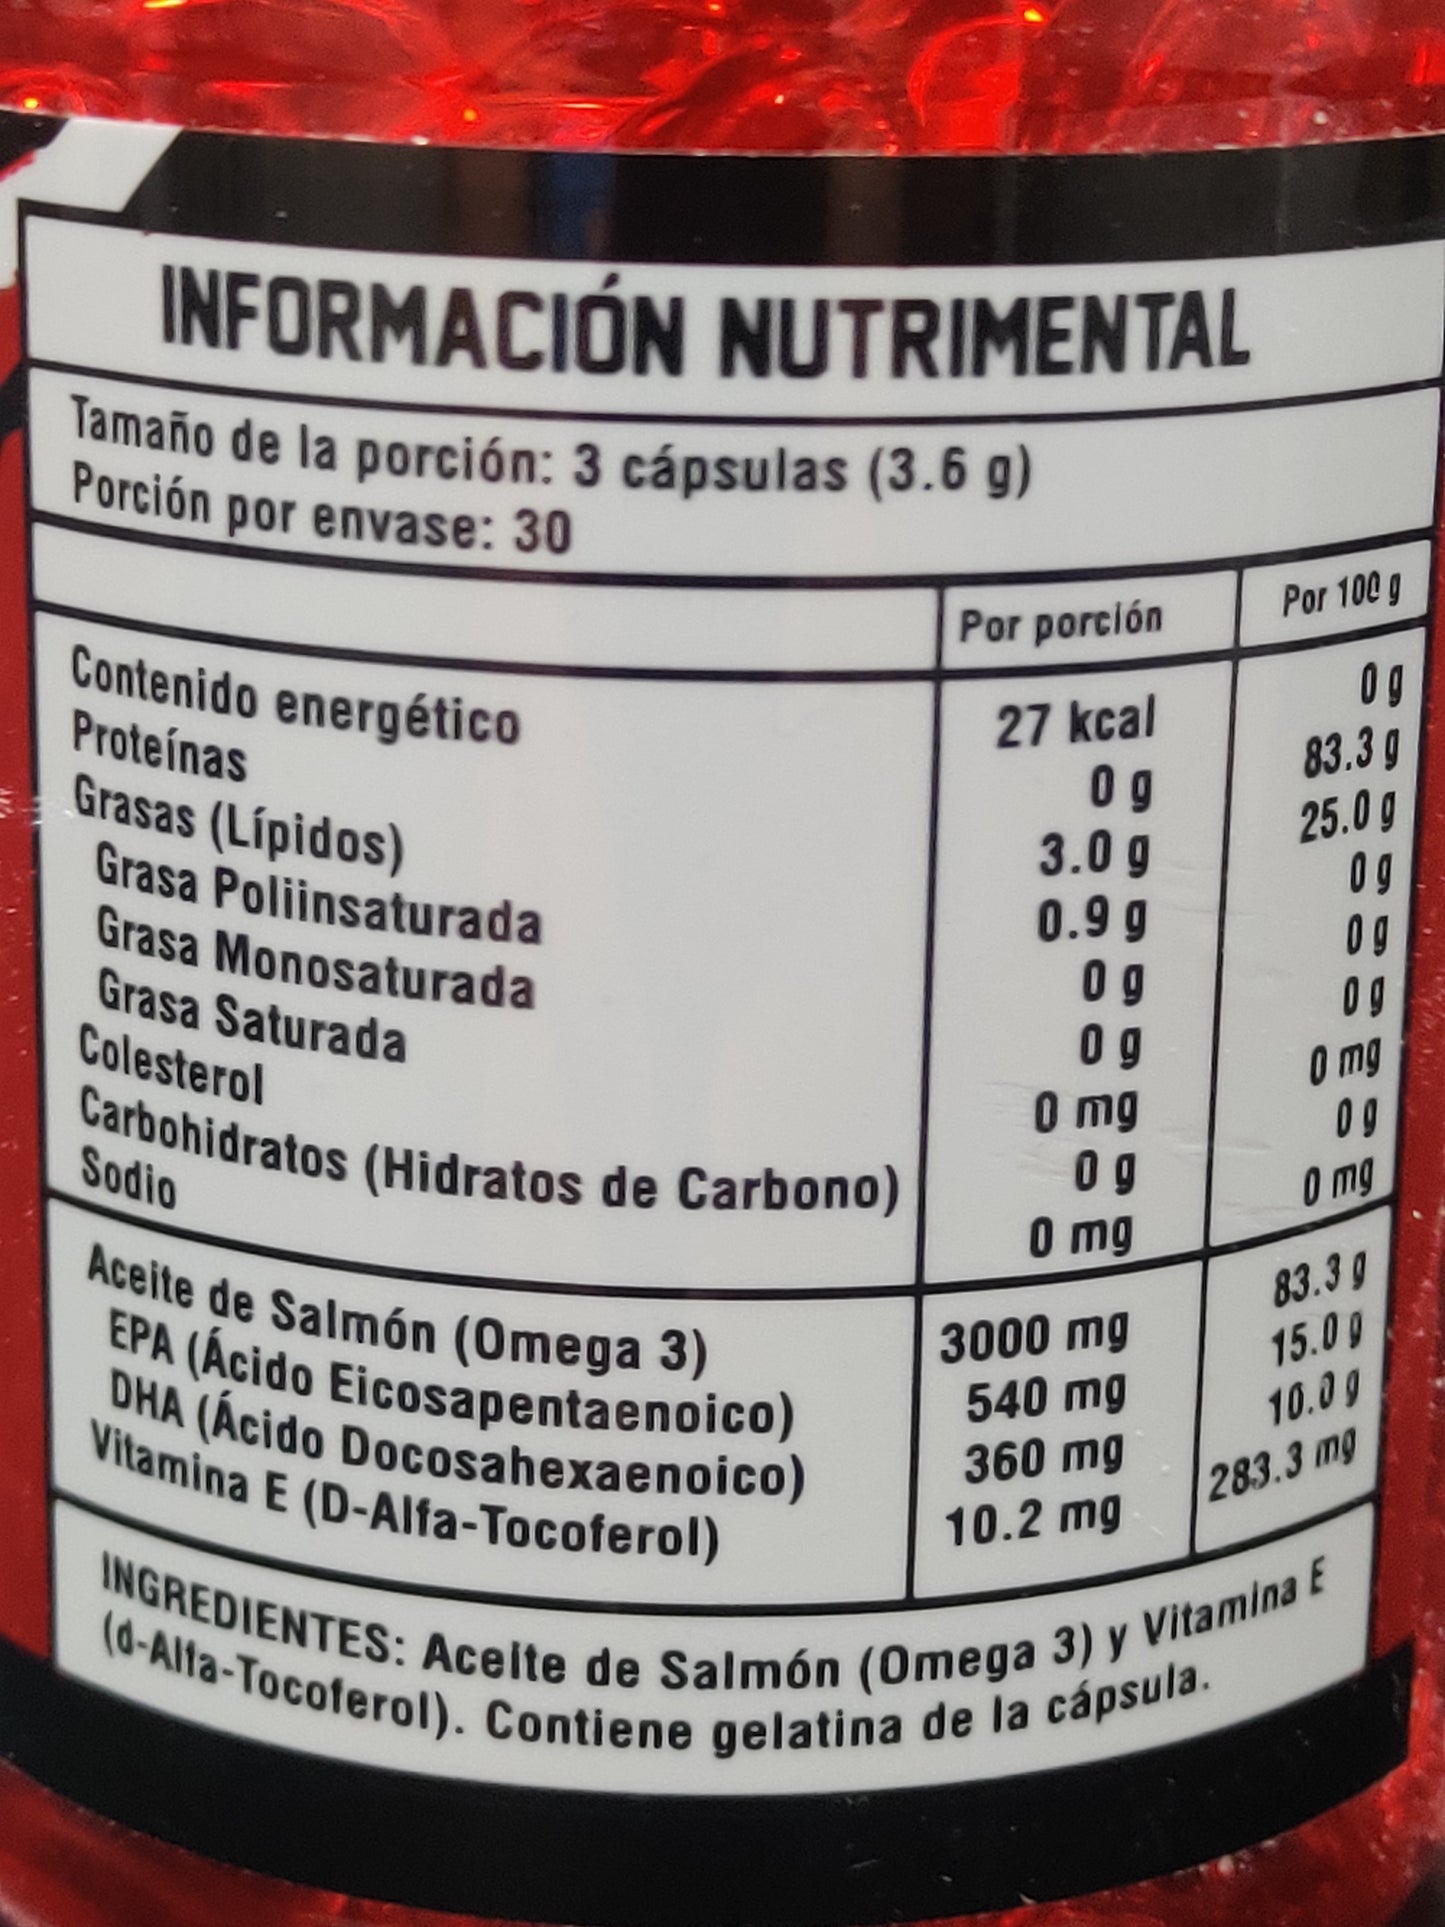 INFORMACIÓN NUTRIMENTAL
Tamaño de la porción: 3 cápsulas (3.6 g)
Porción por envase: 30
Por porción Por 100 g
Contenido energético 27 kcal 0 g
Proteínas 0 g 83.3 g
Grasas (Lípidos) 3.0 g 25.0 g
Grasa Poliinsaturada 0.9 g 0 g
Grasa Monosaturada 0 g 0 g
Grasa Saturada 0 g 0 g
Colesterol 0 mg 0 mg
Carbohidratos (Hidratos de Carbono) 0 g 0 g
Sodio 0 mg 0 mg
Aceite de Salmón (Omega 3) 3000 mg 83.3 g
EPA (Ácido Eicosapentaenoico) 540 mg 15.0 g
DHA (Ácido Docosahexaenoico) 360 mg 10.0 g
Vitamina E (D-Alfa-Tocoferol) 10.2 mg 283.3 mg
INGREDIENTES: Aceite de Salmón (Omega 3) y Vitamina E
(d-Alfa-Tocoferol). Contiene gelatina de la cápsula.